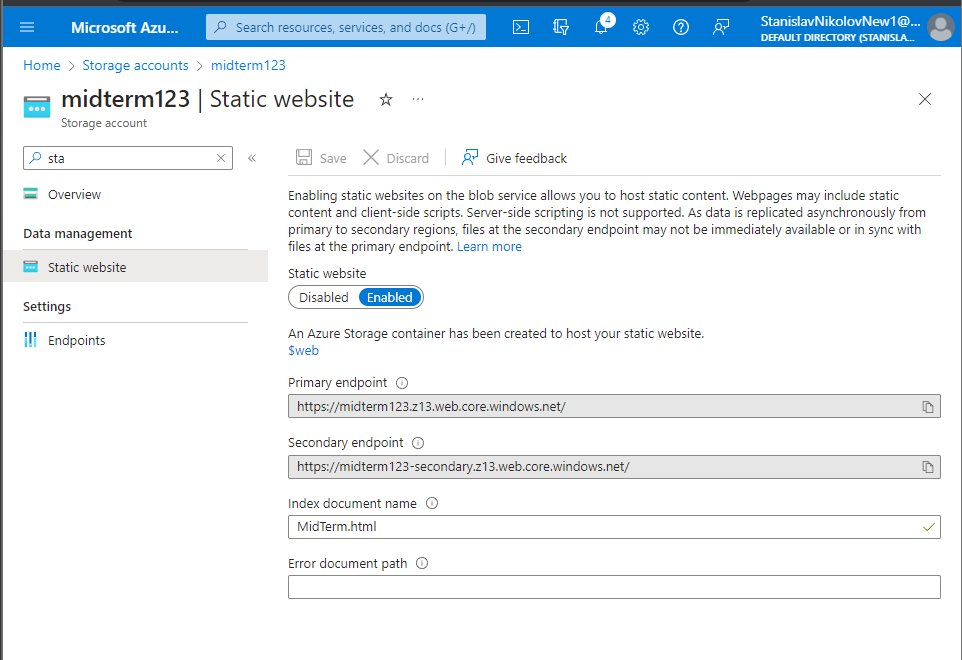 Microsoft Azu...
Search resources, services, and docs (G+/)
4
StanislavNikolovNew1@...
DEFAULT DIRECTORY (STANISLA...
Home > Storage accounts > midterm123
midterm123 | Static website
Storage account
sta
Overview
Data management
Static website
Settings
Endpoints
Save Discard Give feedback
Enabling static websites on the blob service allows you to host static content. Webpages may include static
content and client-side scripts. Server-side scripting is not supported. As data is replicated asynchronously from
primary to secondary regions, files at the secondary endpoint may not be immediately available or in sync with
files at the primary endpoint. Learn more
Static website
Disabled Enabled
An Azure Storage container has been created to host your static website.
$web
Primary endpoint
https://midterm123.z13.web.core.windows.net/
Secondary endpoint
https://midterm123-secondary.z13.web.core.windows.net/
Index document name
MidTerm.html
Error document path